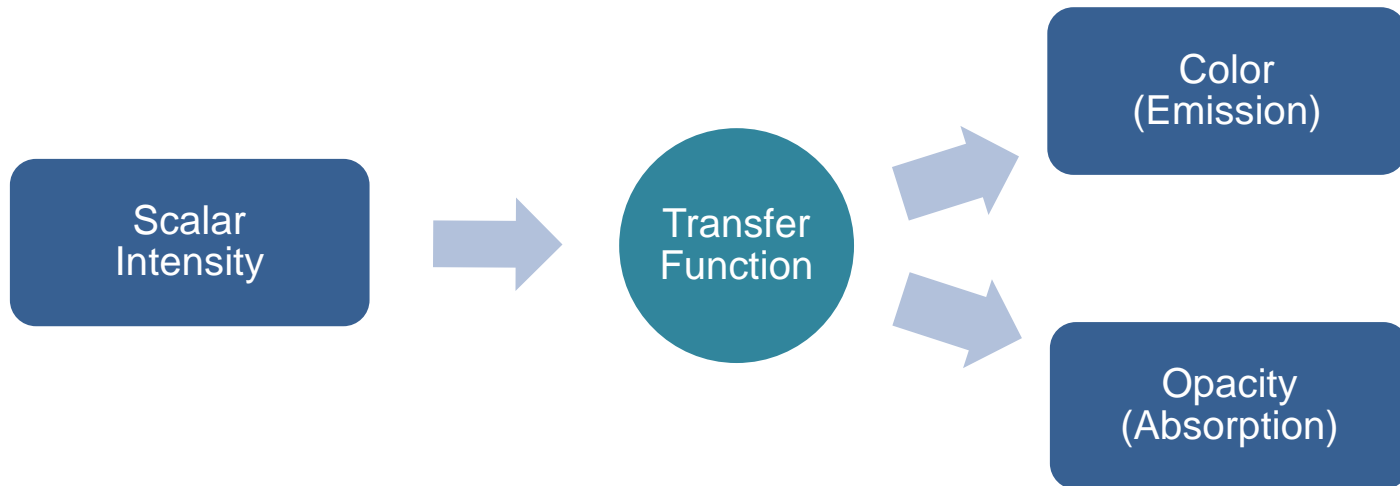 Scalar
Intensity
Transfer
Function
Color
(Emission)
Opacity
(Absorption)